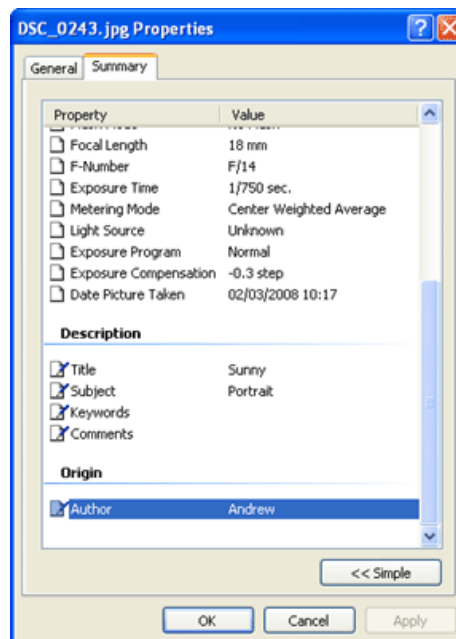 DSC_0243.jpg Properties
General Summary
Property Value
Focal Length 18 mm
F-Number F/14
Exposure Time 1/750 sec.
Metering Mode Center Weighted Average
Light Source Unknown
Exposure Program Normal
Exposure Compensation -0.3 step
Date Picture Taken 02/03/2008 10:17
Description
Title Sunny
Subject Portrait
Keywords
Comments
Origin
Author Andrew
<< Simple
OK Cancel Apply